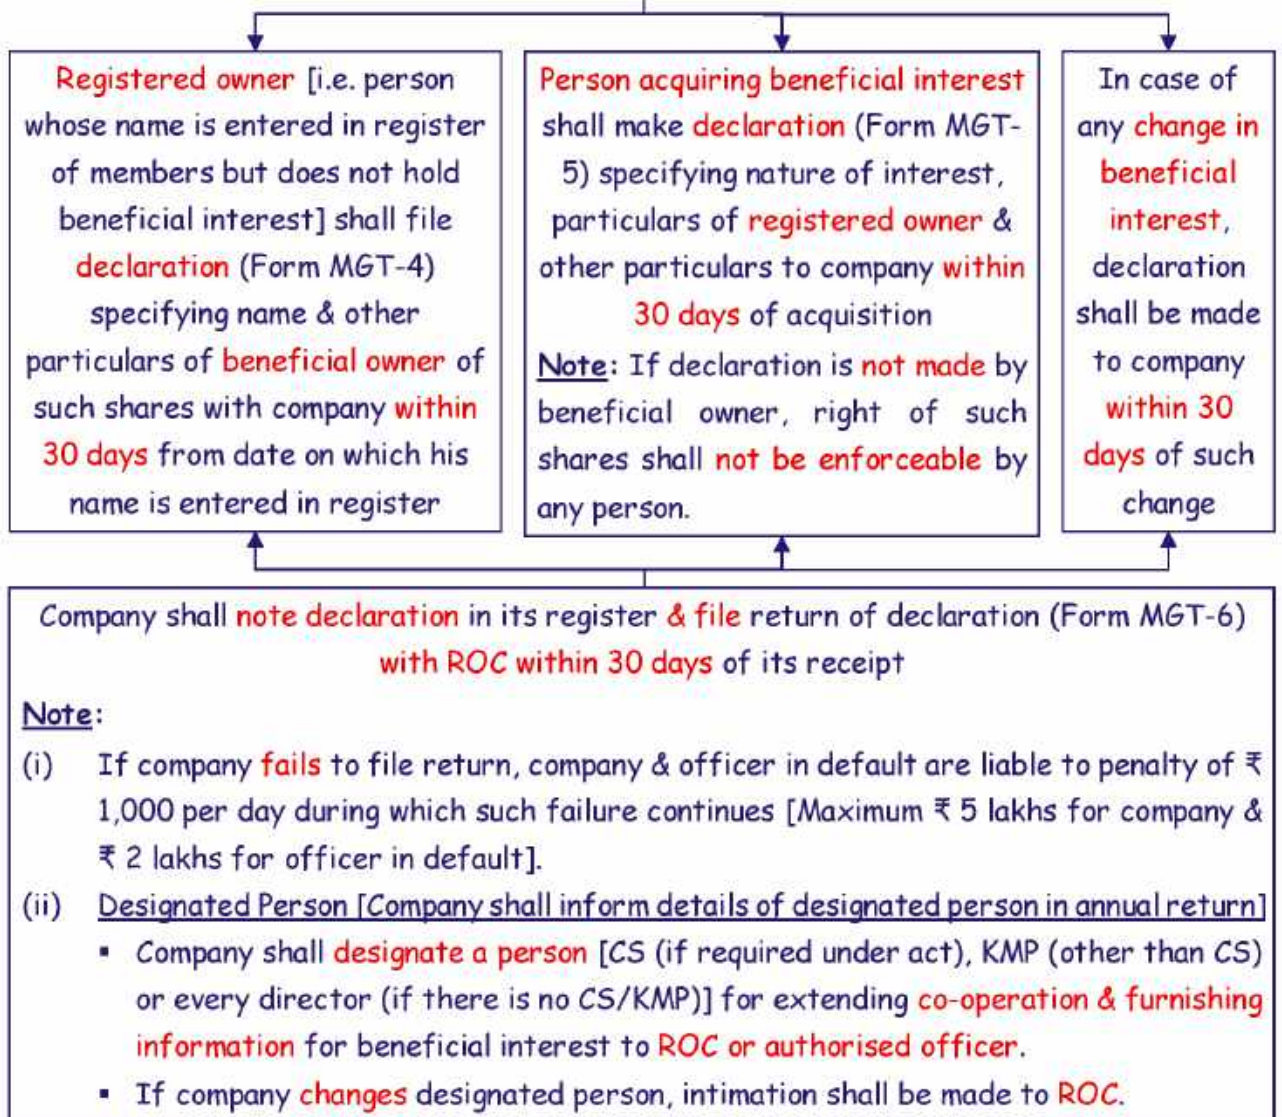 Registered owner [i.e. person
whose name is entered in register
of members but does not hold
beneficial interest] shall file
declaration (Form MGT-4)
specifying name & other
particulars of beneficial owner of
such shares with company within
30 days from date on which his
name is entered in register
Person acquiring beneficial interest
shall make declaration (Form MGT-
5) specifying nature of interest,
particulars of registered owner &
other particulars to company within
30 days of acquisition
Note: If declaration is not made by
beneficial owner, right of such
shares shall not be enforceable by
any person.
In case of
any change in
beneficial
interest,
declaration
shall be made
to company
within 30
days of such
change
Company shall note declaration in its register & file return of declaration (Form MGT-6)
with ROC within 30 days of its receipt
Note:
(i) If company fails to file return, company & officer in default are liable to penalty of ₹
1,000 per day during which such failure continues [Maximum ₹ 5 lakhs for company &
₹ 2 lakhs for officer in default].
(ii) Designated Person [Company shall inform details of designated person in annual return]
▪ Company shall designate a person [CS (if required under act), KMP (other than CS)
or every director (if there is no CS/KMP)] for extending co-operation & furnishing
information for beneficial interest to ROC or authorised officer.
▪ If company changes designated person, intimation shall be made to ROC.